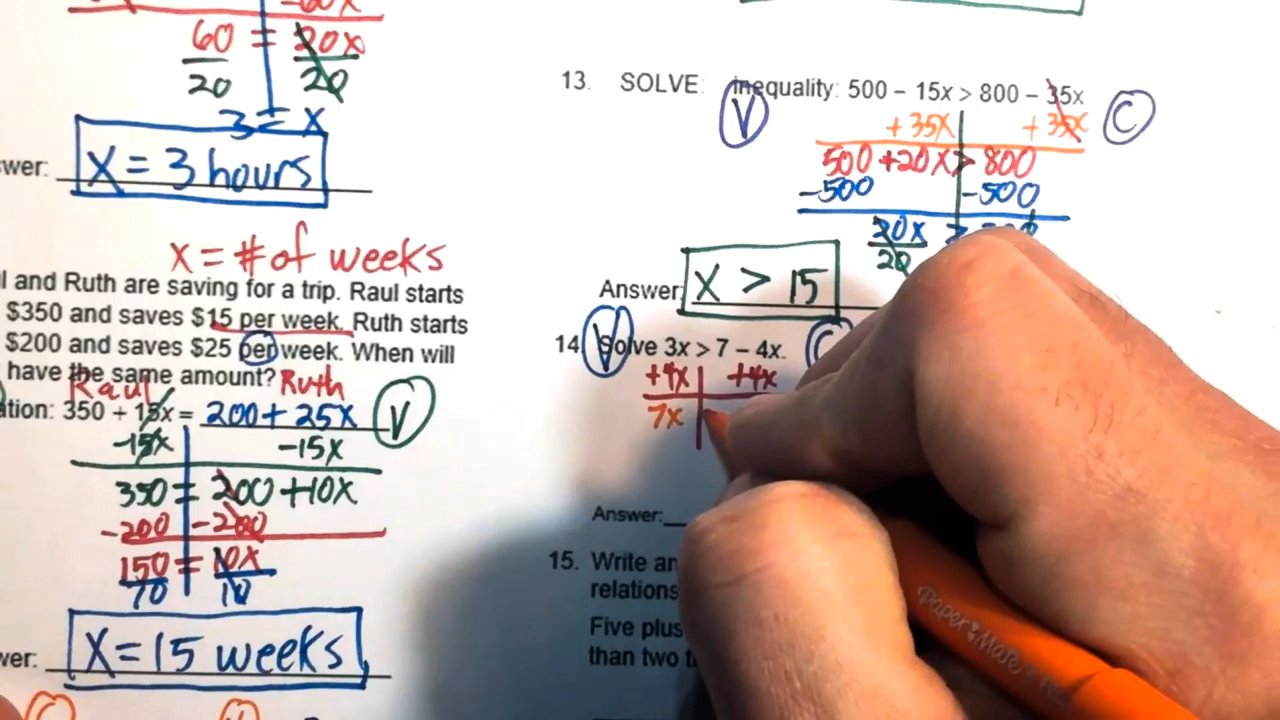 -60x
60 = 20x
20 20
3 = x
wer: x = 3 hours
x = # of weeks
l and Ruth are saving for a trip. Raul starts
$350 and saves $15 per week. Ruth starts
$200 and saves $25 per week. When will
have the same amount?
Raul Ruth
ation: 350 + 15x = 200 + 25x V
-15x -15x
350 = 200 + 10x
-200 -200
150 = 10x
10 10
wer: x = 15 weeks
13. SOLVE: inequality: 500 – 15x > 800 – 35x
V +35x +35x C
500 + 20x > 800
-500 -500
20x >
20
Answer x > 15
14 Solve 3x > 7 – 4x.
V C
+4x +4x
7x
Answer:
15. Write an
relations
Five plus
than two t
Paper Mate